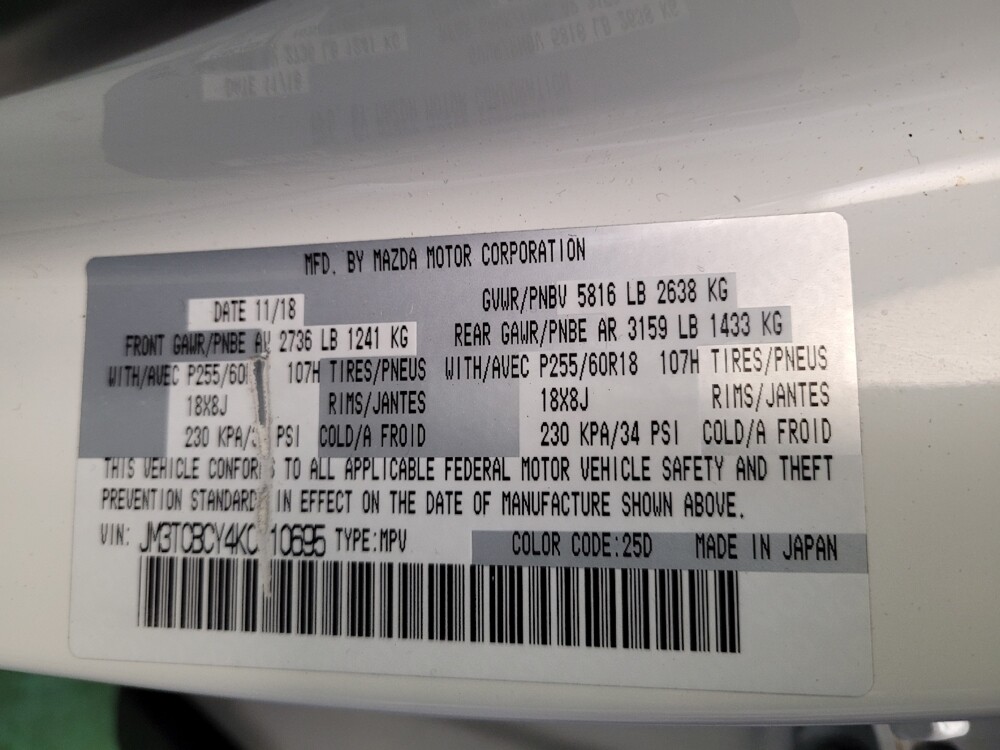 MFD. BY MAZDA MOTOR CORPORATION
DATE 11/18 GVWR/PNBV 5816 LB 2638 KG
FRONT GAWR/PNBE AV 2736 LB 1241 KG REAR GAWR/PNBE AR 3159 LB 1433 KG
WITH/AVEC 107H TIRES/PNEUS WITH/AVEC P255/60R18 107H TIRES/PNEUS
18X8J RIMS/JANTES 18X8J RIMS/JANTES
230 PSI COLD/A FROID 230 KPA/34 PSI COLD/A FROID
THIS VEHICLE TO ALL APPLICABLE FEDERAL MOTOR VEHICLE SAFETY AND THEFT
PREVENTION IN EFFECT ON THE DATE OF MANUFACTURE SHOWN ABOVE.
VIN: TYPE:MPV COLOR CODE:25D MADE IN JAPAN